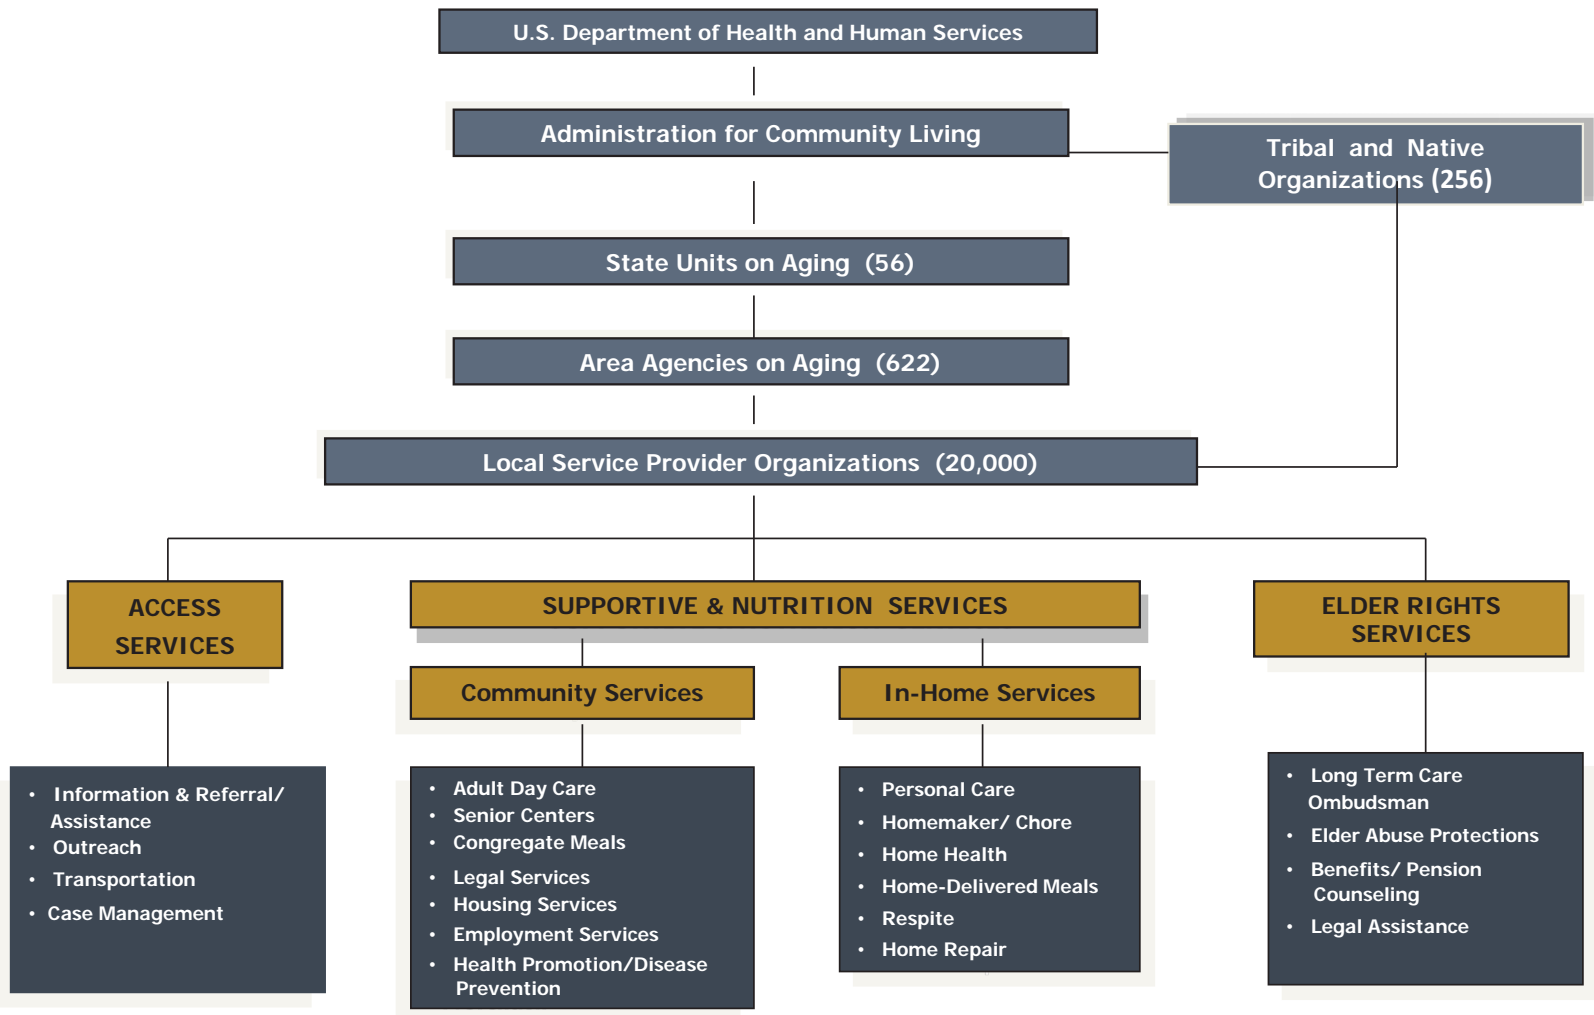 U.S. Department of Health and Human Services
Administration for Community Living
Tribal and Native
Organizations (256)
State Units on Aging (56)
Area Agencies on Aging (622)
Local Service Provider Organizations (20,000)
ACCESS
SERVICES
SUPPORTIVE & NUTRITION SERVICES
ELDER RIGHTS
SERVICES
Community Services
In-Home Services
• Information & Referral/
Assistance
• Outreach
• Transportation
• Case Management
• Adult Day Care
• Senior Centers
• Congregate Meals
• Legal Services
• Housing Services
• Employment Services
• Health Promotion/Disease
Prevention
• Personal Care
• Homemaker/ Chore
• Home Health
• Home-Delivered Meals
• Respite
• Home Repair
• Long Term Care
Ombudsman
• Elder Abuse Protections
• Benefits/ Pension
Counseling
• Legal Assistance